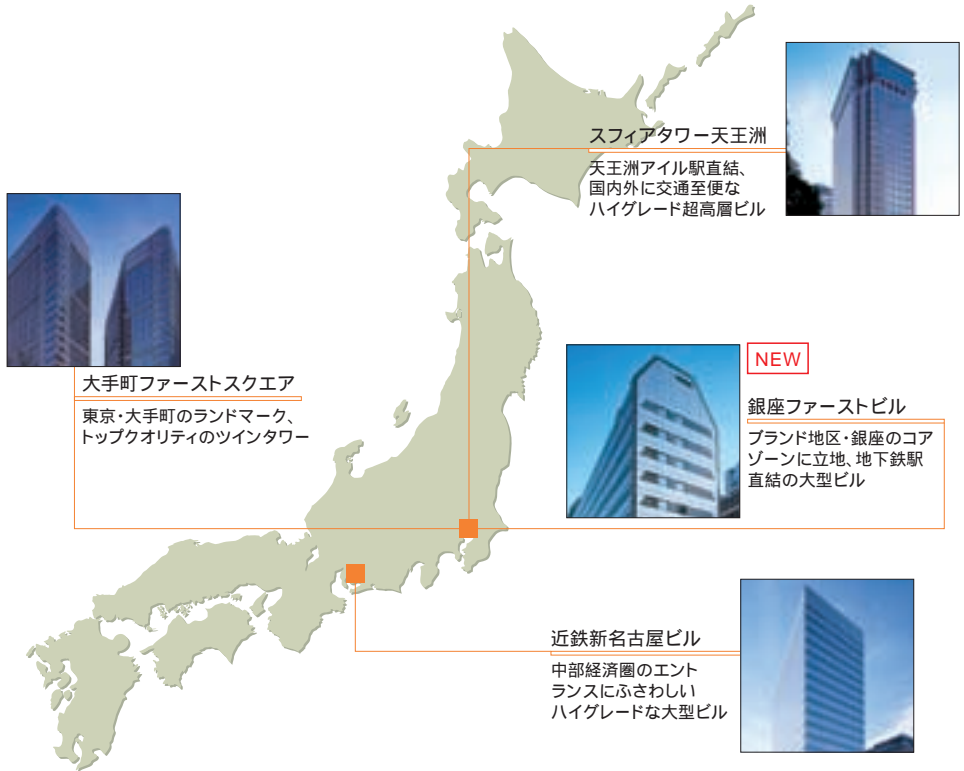 スフィアタワー天王洲
天王洲アイル駅直結、
国内外に交通至便な
ハイグレード超高層ビル
大手町ファーストスクエア
東京・大手町のランドマーク、
トップクオリティのツインタワー
NEW
銀座ファーストビル
ブランド地区・銀座のコア
ゾーンに立地、地下鉄駅
直結の大型ビル
近鉄新名古屋ビル
中部経済圏のエント
ランスにふさわしい
ハイグレードな大型ビル